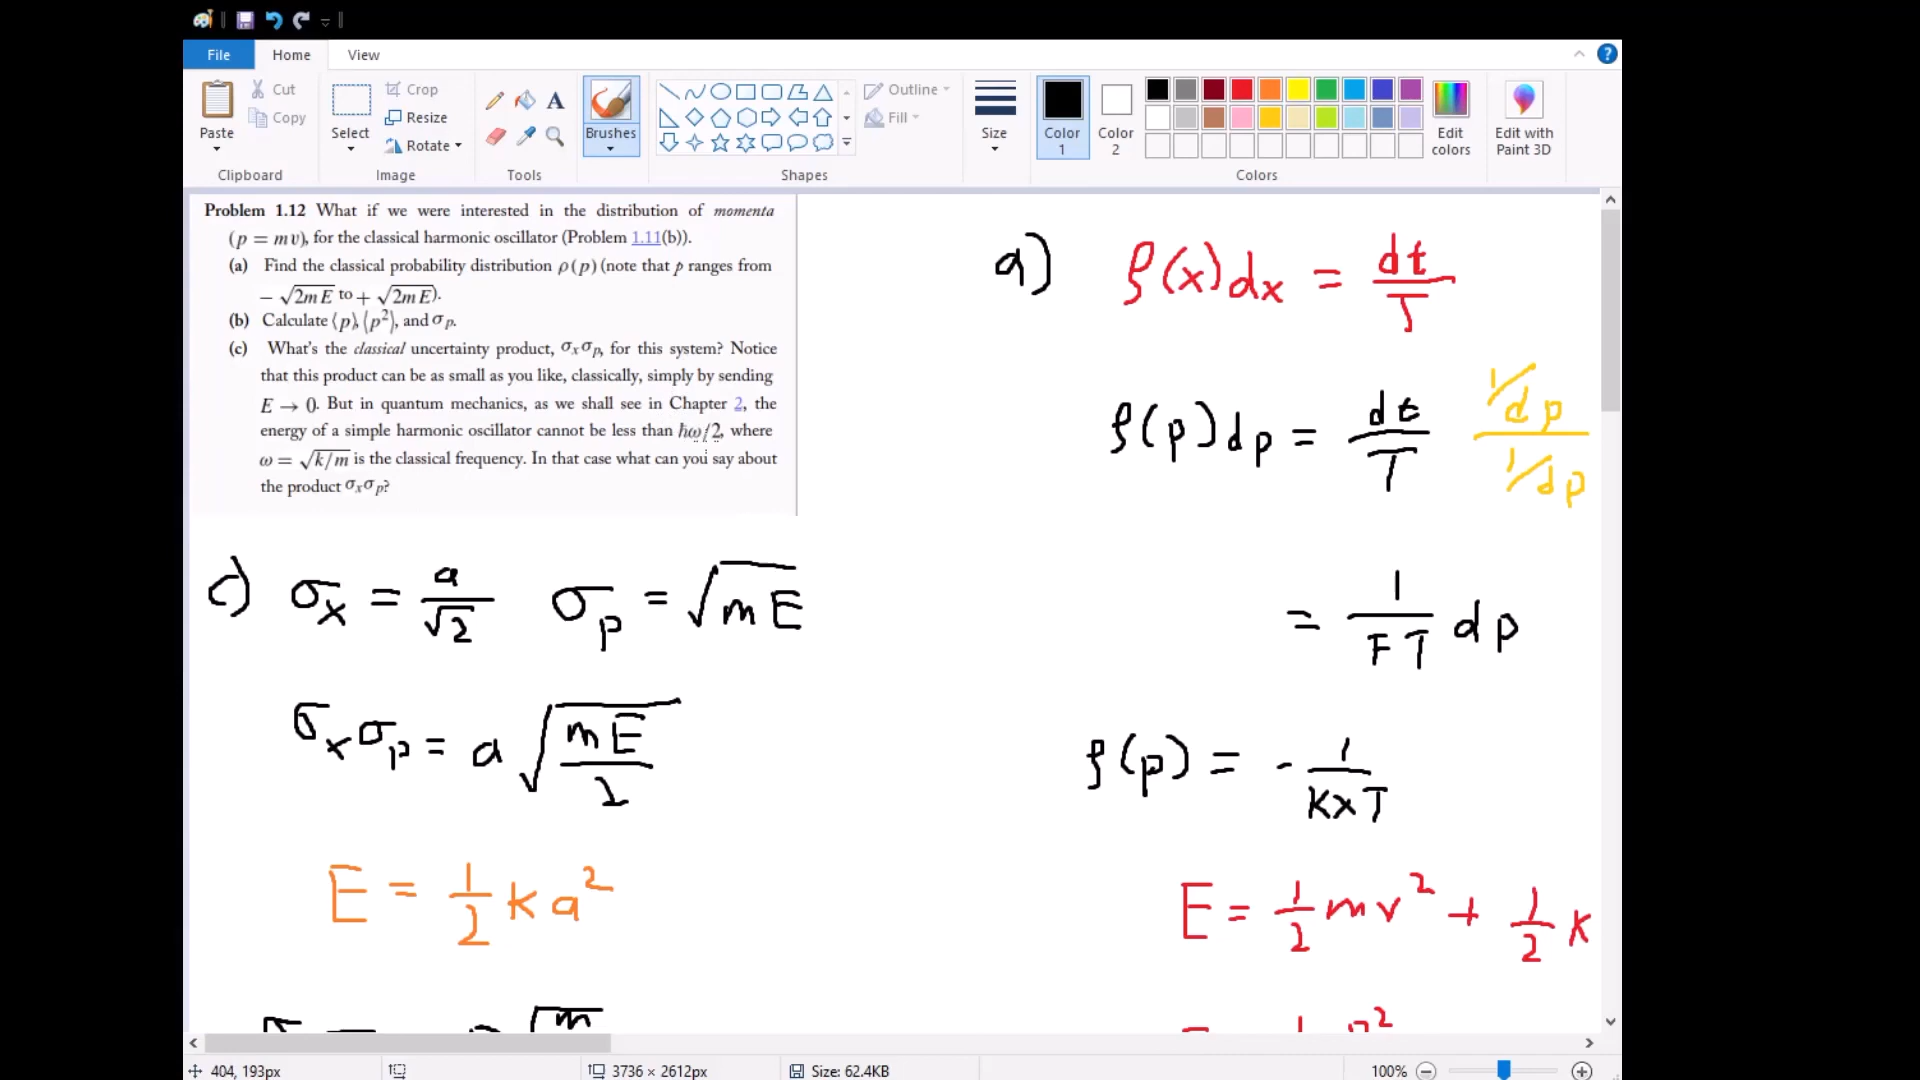 File Home View
Paste
Cut
Copy
Clipboard
Select
Crop
Resize
Rotate
Image
Tools
Brushes
Shapes
Outline
Fill
Size
Color 1
Color 2
Edit colors
Colors
Edit with Paint 3D
Problem 1.12 What if we were interested in the distribution of momenta
(p = mv), for the classical harmonic oscillator (Problem 1.11(b)).
(a) Find the classical probability distribution ρ(p) (note that p ranges from
−√2mE to +√2mE).
(b) Calculate ⟨p⟩, ⟨p²⟩, and σp.
(c) What's the classical uncertainty product, σxσp, for this system? Notice
that this product can be as small as you like, classically, simply by sending
E → 0. But in quantum mechanics, as we shall see in Chapter 2, the
energy of a simple harmonic oscillator cannot be less than ħω/2, where
ω = √k/m is the classical frequency. In that case what can you say about
the product σxσp?
c) σx = a/√2 σp = √mE
σxσp = a √mE/2
E = 1/2 k a²
a) ρ(x)dx = dt/T
ρ(p)dp = dt/T 1/dp / 1/dp
= 1/FT dp
ρ(p) = - 1/kxT
E = 1/2 mv² + 1/2 k
404, 193px
3736 × 2612px
Size: 62.4KB
100%